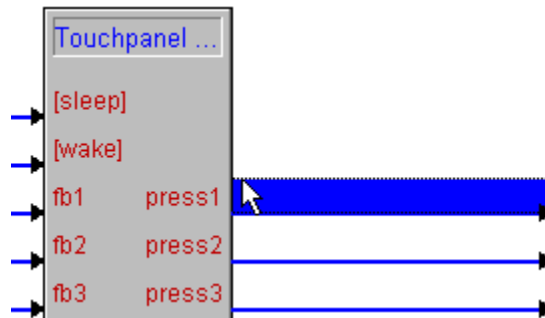 Touchpanel ...
[sleep]
[wake]
fb1 press1
fb2 press2
fb3 press3